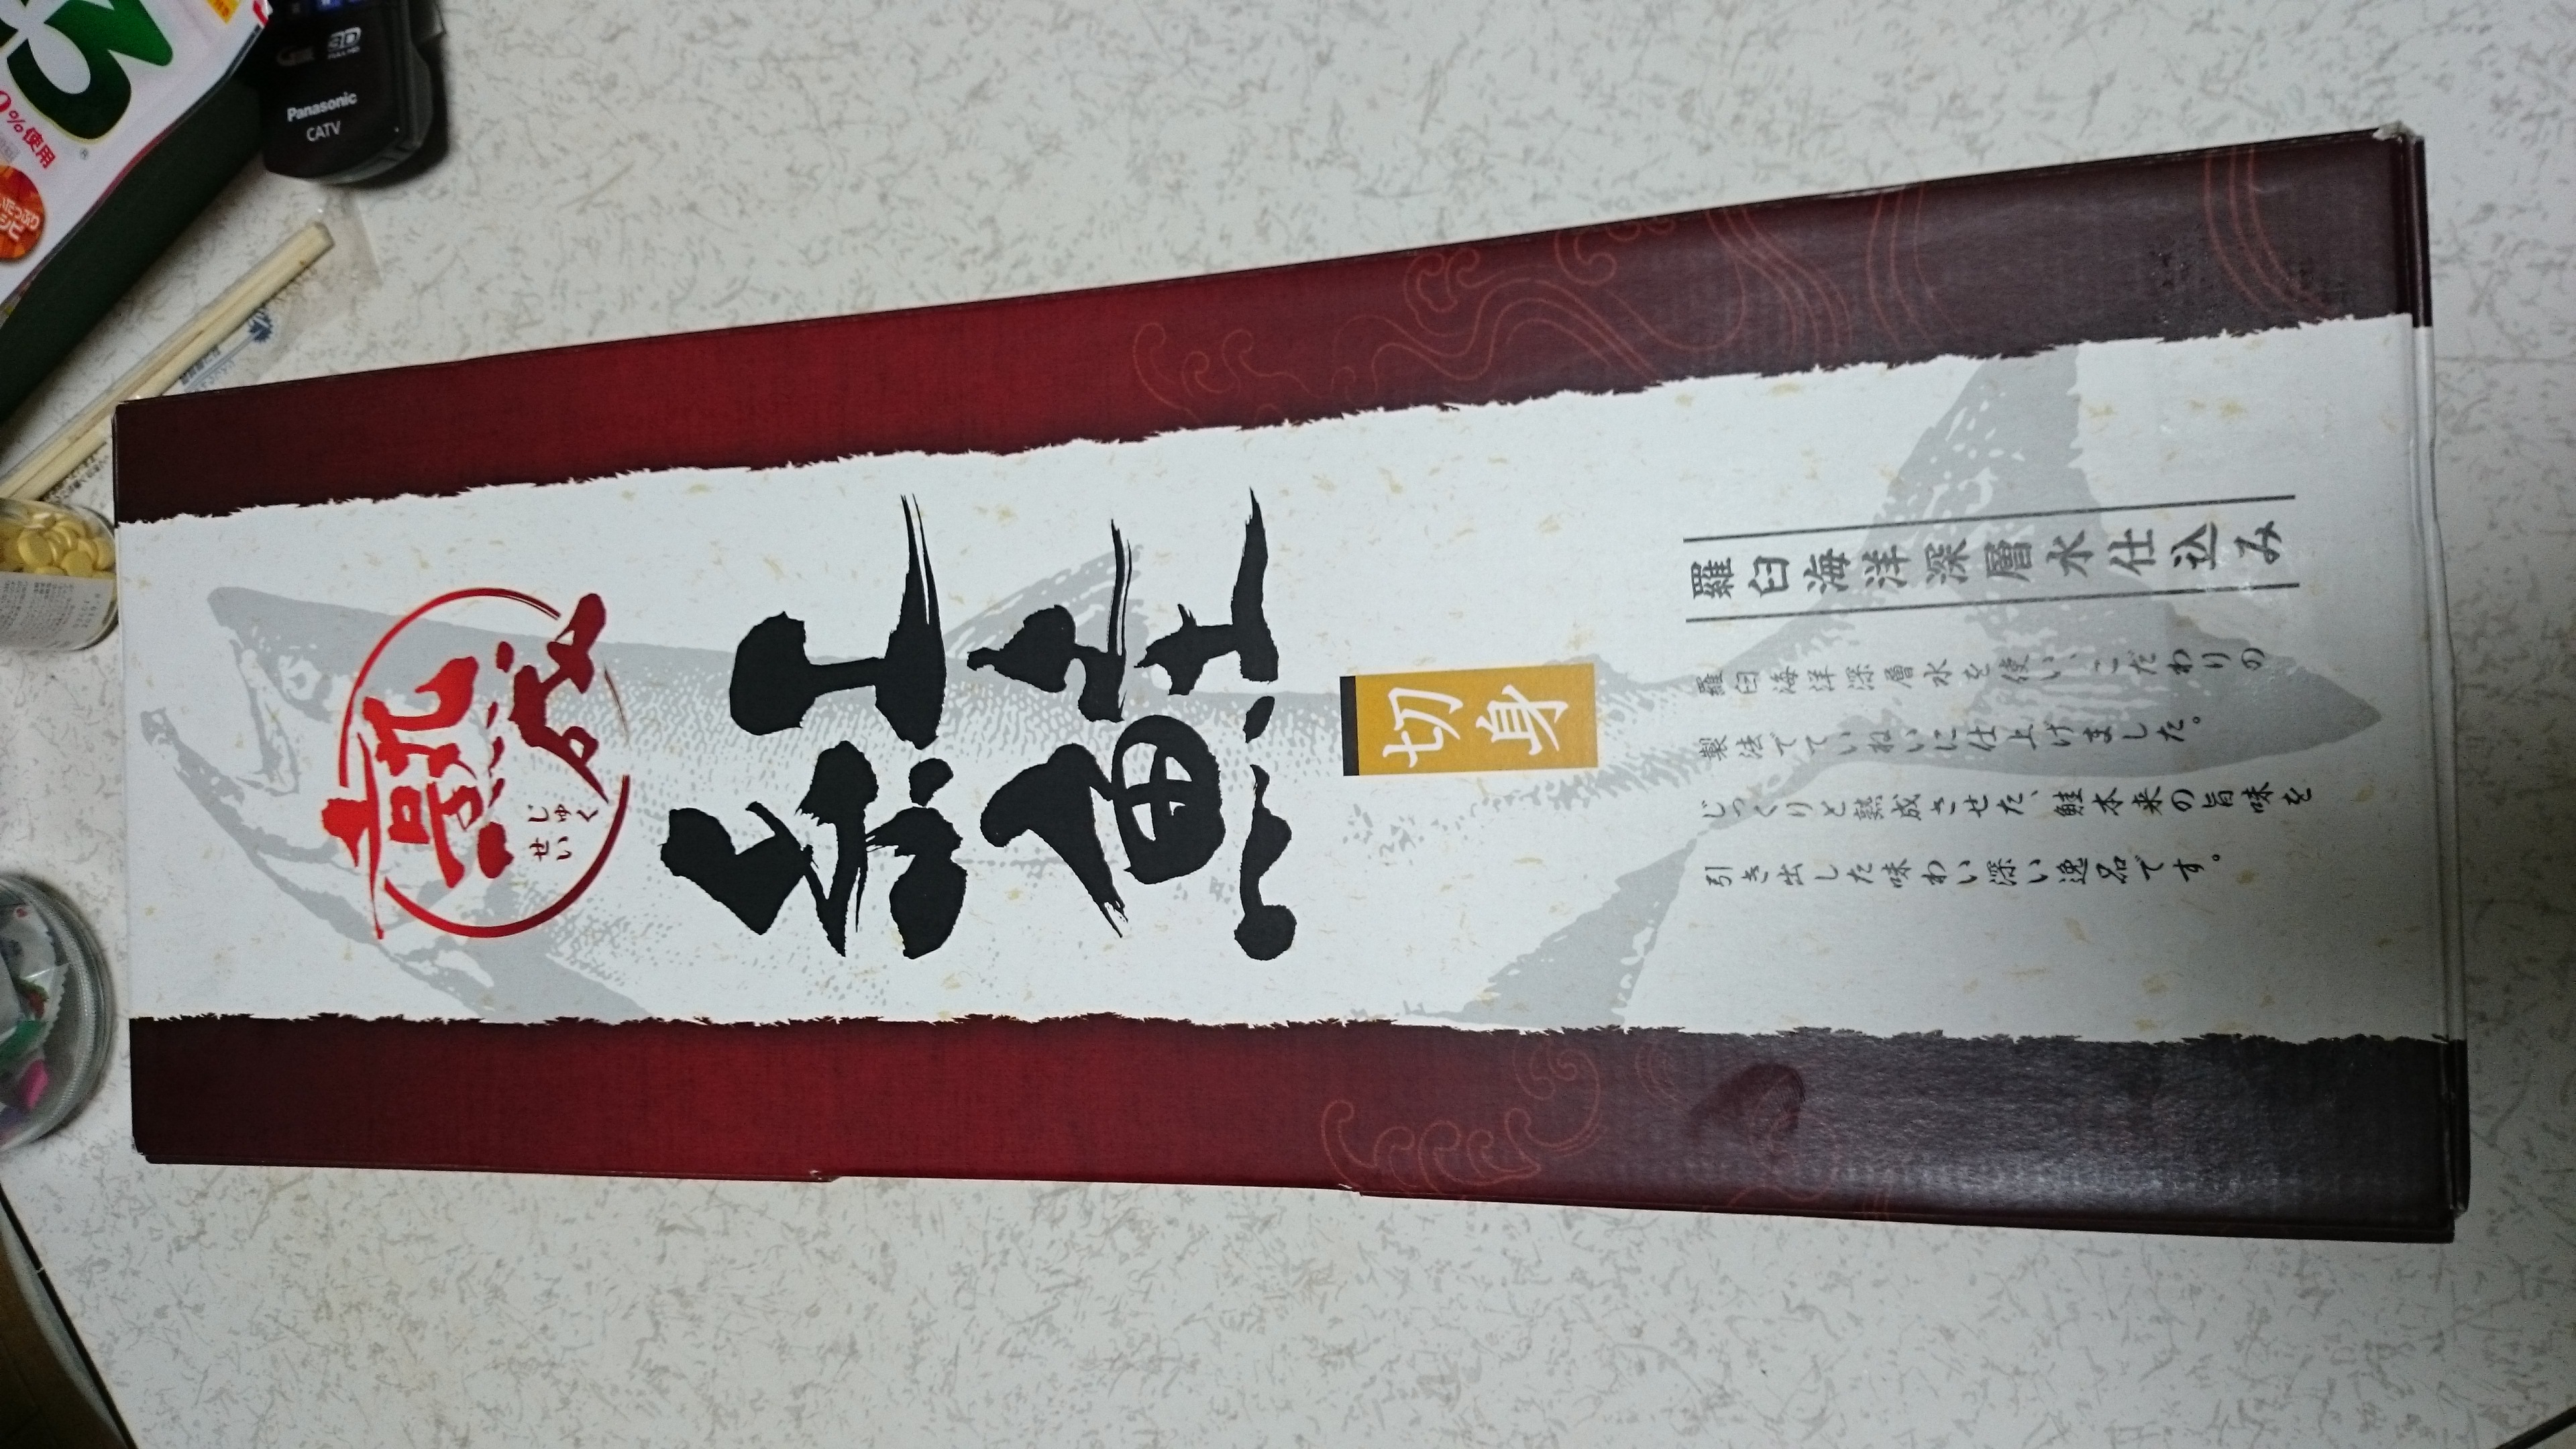 熟成
じゅく
せい
紅鮭
切身
羅臼海洋深層水仕込み
羅臼海洋深層水を使い、こだわりの
製法でていねいに仕上げました。
じっくりと熟成させた、鮭本来の旨味を
引き出した味わい深い逸品です。
Panasonic
CATV
3D
%使用